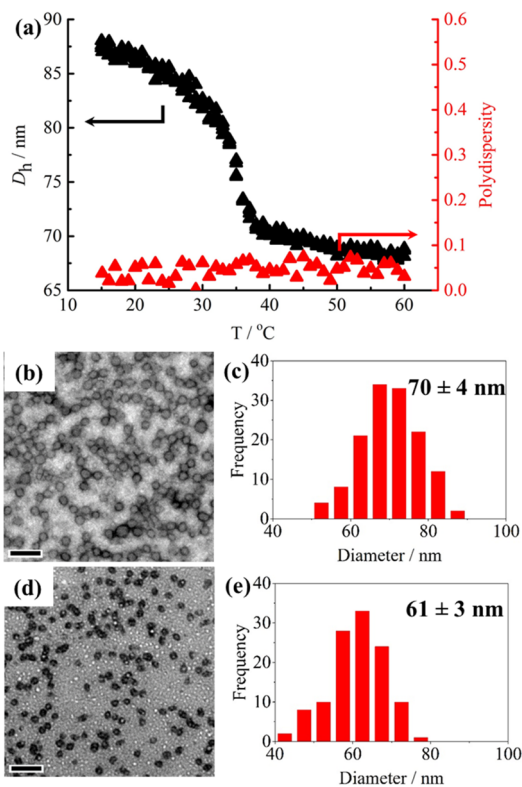 (a)
90
85
80
75
70
65
Dh / nm
0.6
0.5
0.4
0.3
0.2
0.1
0.0
Polydispersity
10 20 30 40 50 60
T / °C
(b)
(c)
70 ± 4 nm
40
30
20
10
0
Frequency
40 60 80 100
Diameter / nm
(d)
(e)
61 ± 3 nm
40
30
20
10
0
Frequency
40 60 80 100
Diameter / nm